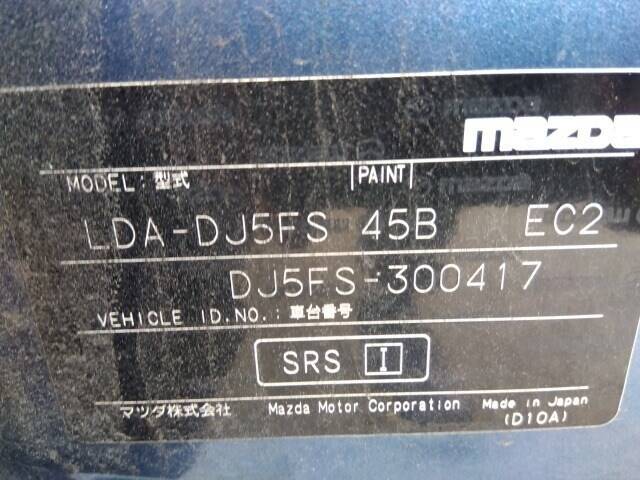 mazda
MODEL: 型式 PAINT
LDA-DJ5FS 45B EC2
DJ5FS-300417
VEHICLE ID.NO.: 車台番号
SRS I
マツダ株式会社 Mazda Motor Corporation Made in Japan
(D10A)